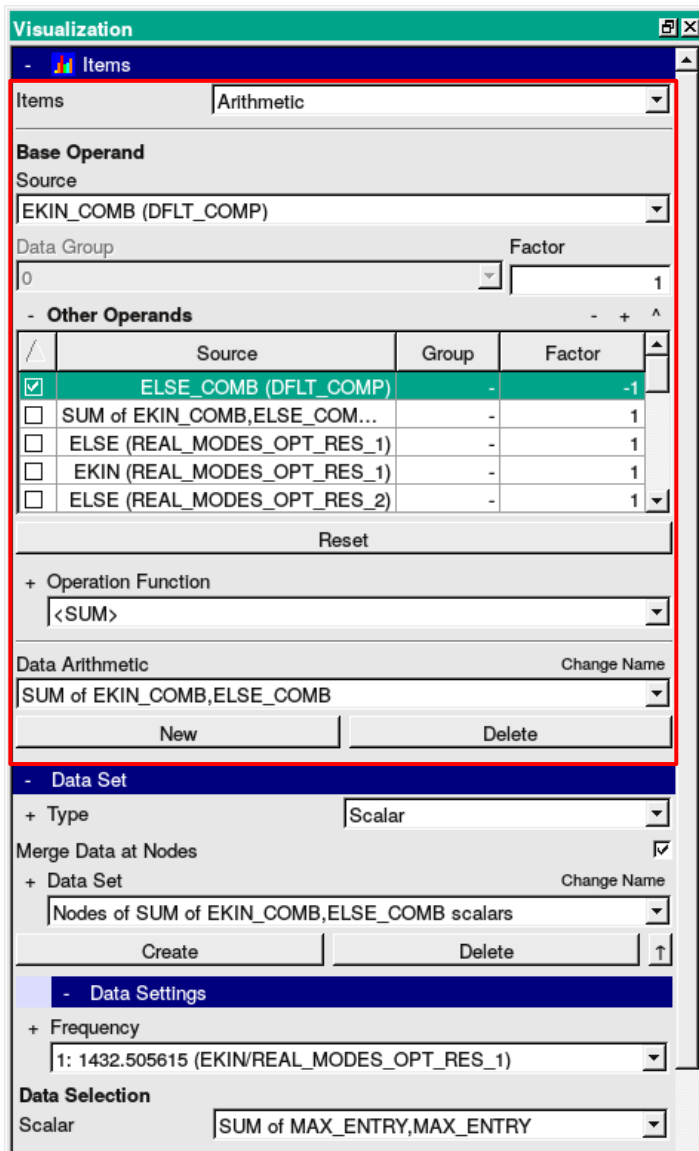 Visualization
- Items
Items Arithmetic
Base Operand
Source
EKIN_COMB (DFLT_COMP)
Data Group Factor
0 1
- Other Operands - + ^
Source Group Factor
ELSE_COMB (DFLT_COMP) - -1
SUM of EKIN_COMB,ELSE_COM... - 1
ELSE (REAL_MODES_OPT_RES_1) - 1
EKIN (REAL_MODES_OPT_RES_1) - 1
ELSE (REAL_MODES_OPT_RES_2) - 1
Reset
+ Operation Function
<SUM>
Data Arithmetic Change Name
SUM of EKIN_COMB,ELSE_COMB
New Delete
- Data Set
+ Type Scalar
Merge Data at Nodes
+ Data Set Change Name
Nodes of SUM of EKIN_COMB,ELSE_COMB scalars
Create Delete ↑
- Data Settings
+ Frequency
1: 1432.505615 (EKIN/REAL_MODES_OPT_RES_1)
Data Selection
Scalar SUM of MAX_ENTRY,MAX_ENTRY